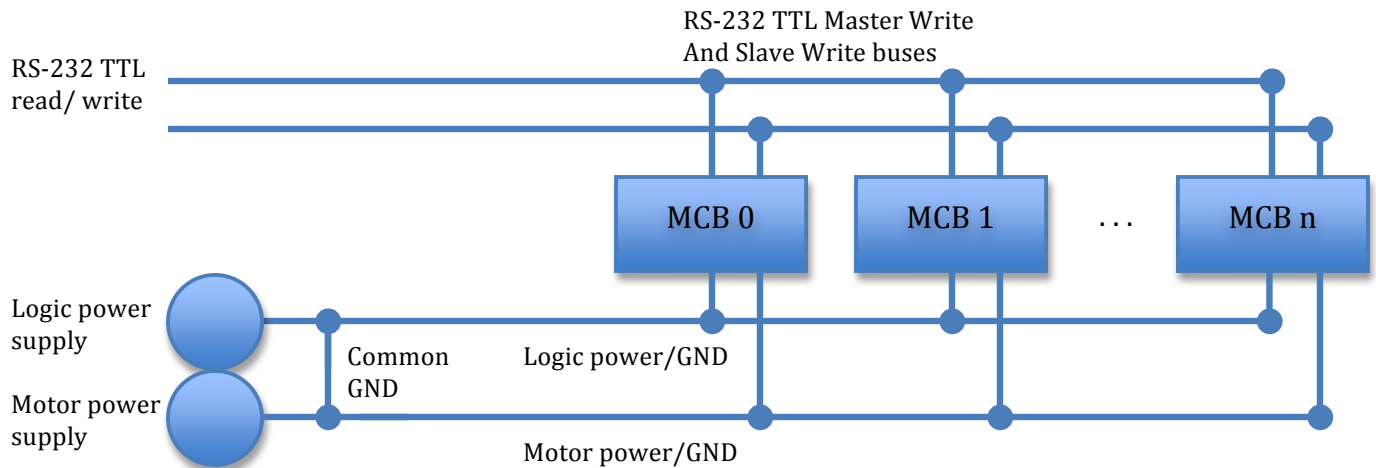 RS-232 TTL Master Write
And Slave Write buses
RS-232 TTL
read/ write
MCB 0
MCB 1
. . .
MCB n
Logic power
supply
Common
GND
Logic power/GND
Motor power
supply
Motor power/GND